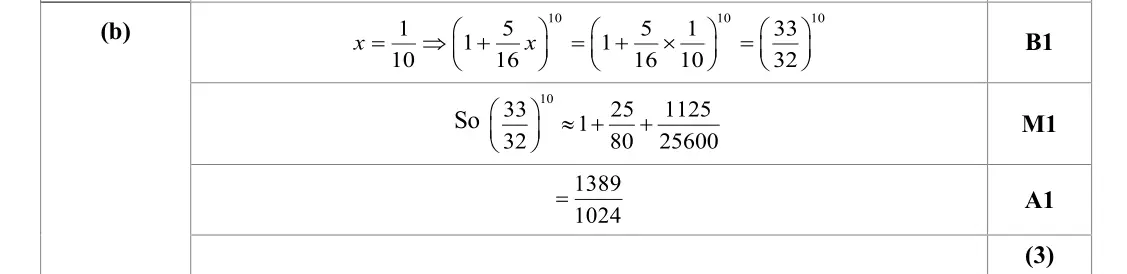 (b) x = 1/10 ⇒ (1 + 5/16 x)^10 = (1 + 5/16 × 1/10)^10 = (33/32)^10 B1
So (33/32)^10 ≈ 1 + 25/80 + 1125/25600 M1
= 1389/1024 A1
(3)